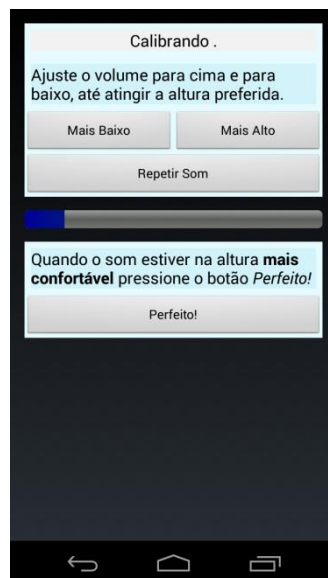 Calibrando .
Ajuste o volume para cima e para
baixo, até atingir a altura preferida.
Mais Baixo
Mais Alto
Repetir Som
Quando o som estiver na altura mais
confortável pressione o botão Perfeito!
Perfeito!